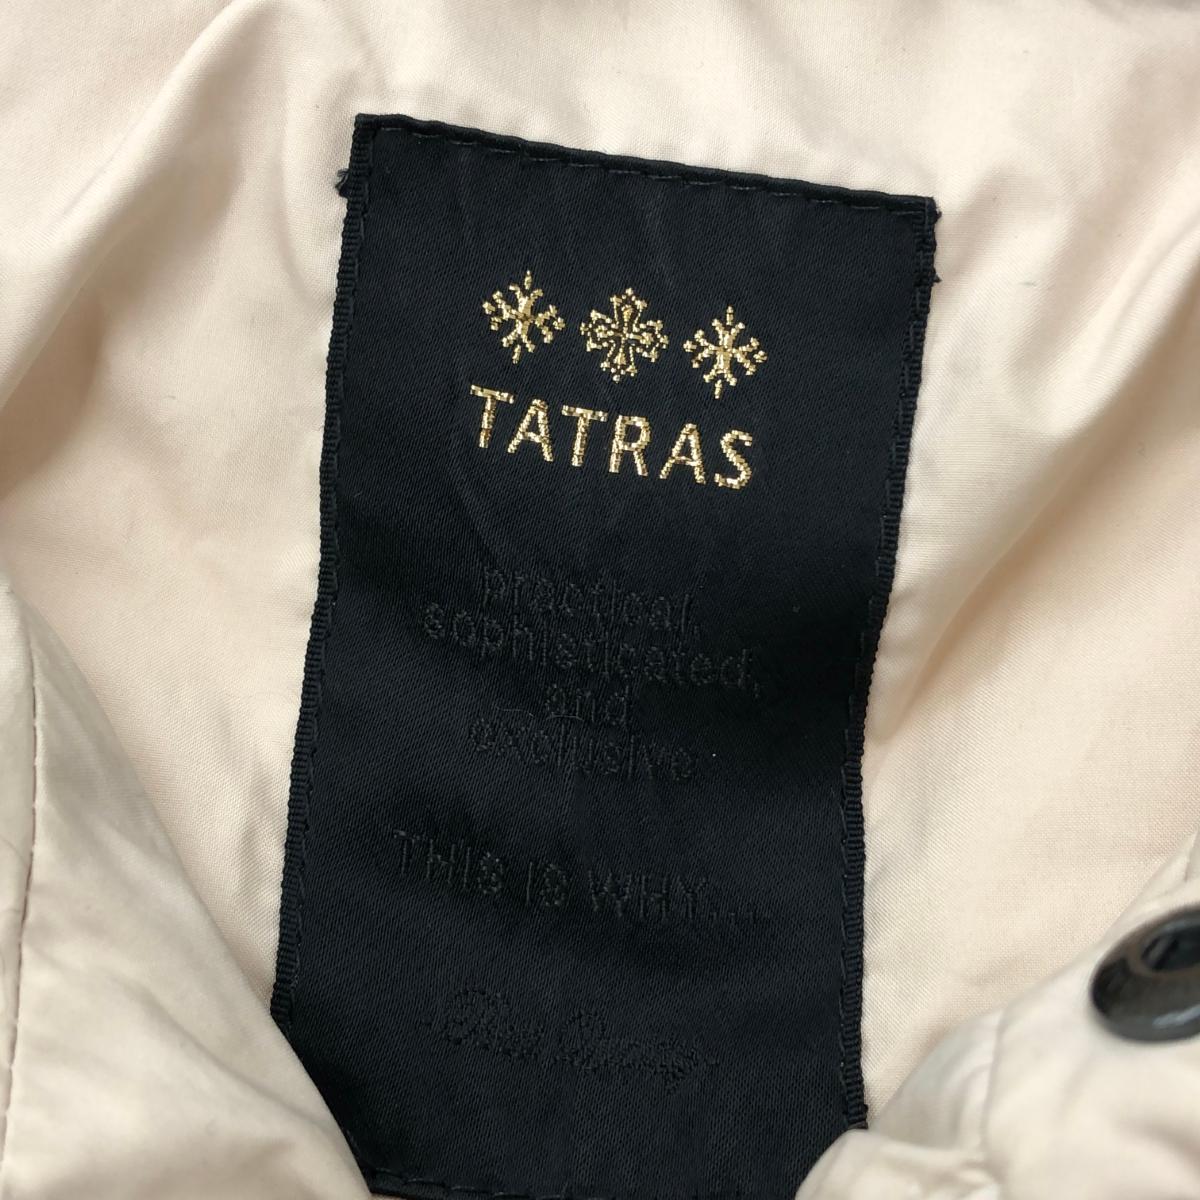 TATRAS
practical,
sophisticated,
and
exclusive
THIS IS WHY....